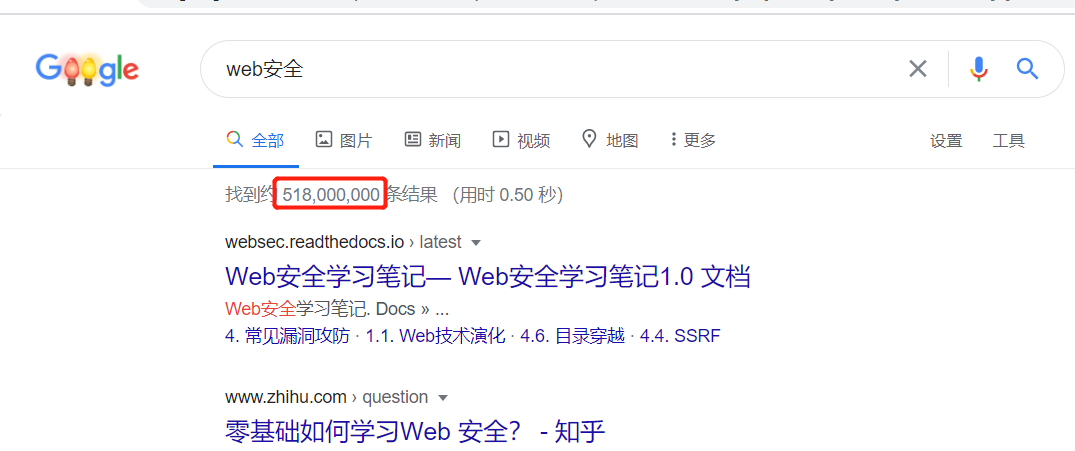 Google
web安全
全部 图片 新闻 视频 地图 更多 设置 工具
找到约 518,000,000 条结果 （用时 0.50 秒）
websec.readthedocs.io › latest
Web安全学习笔记— Web安全学习笔记1.0 文档
Web安全学习笔记. Docs » ...
4. 常见漏洞攻防 · 1.1. Web技术演化 · 4.6. 目录穿越 · 4.4. SSRF
www.zhihu.com › question
零基础如何学习Web 安全？ - 知乎